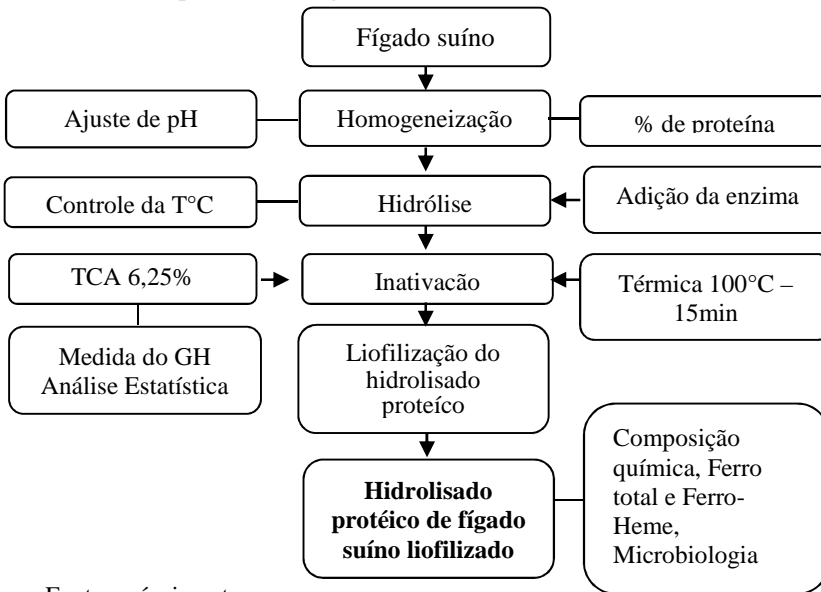 Fígado suíno
Ajuste de pH
Homogeneização
% de proteína
Controle da T°C
Hidrólise
Adição da enzima
TCA 6,25%
Inativação
Térmica 100°C –
15min
Medida do GH
Análise Estatística
Liofilização do
hidrolisado
proteíco
Hidrolisado
protéico de fígado
suíno liofilizado
Composição
química, Ferro
total e Ferro-
Heme,
Microbiologia